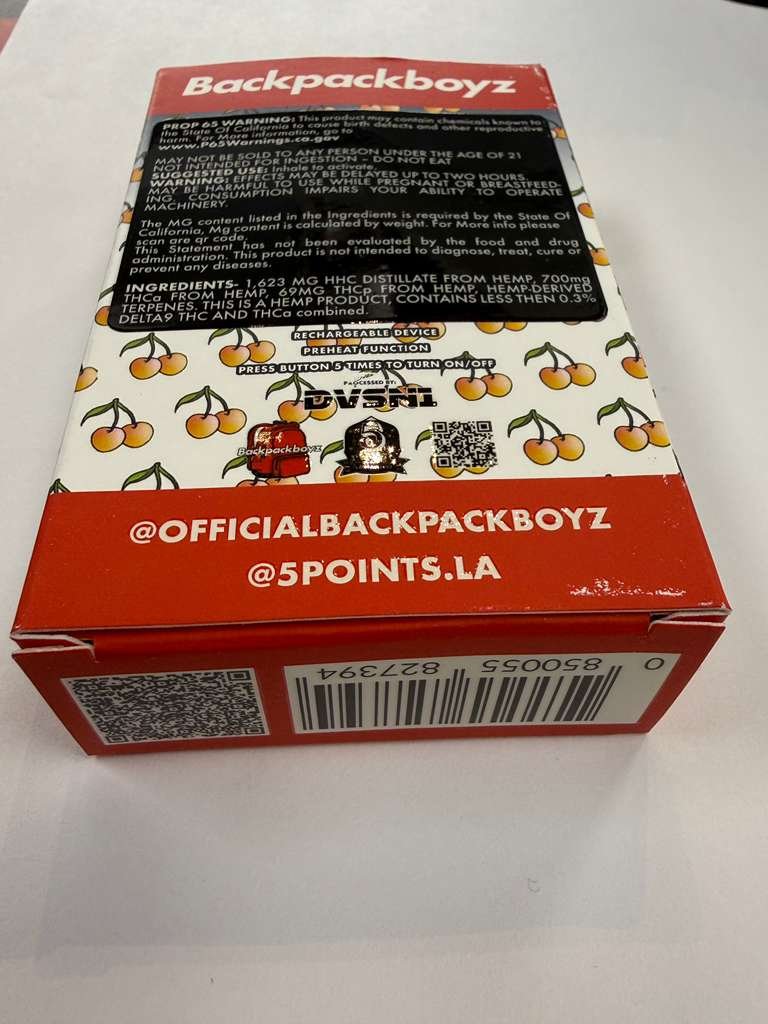 Backpackboyz
PROP 65 WARNING: This product may contain chemicals known to
the State Of California to cause birth defects and other reproductive
harm. For More information, go to
www.P65Warnings.ca.gov
MAY NOT BE SOLD TO ANY PERSON UNDER THE AGE OF 21
NOT INTENDED FOR INGESTION – DO NOT EAT
SUGGESTED USE: Inhale to activate.
WARNING: EFFECTS MAY BE DELAYED UP TO TWO HOURS.
MAY BE HARMFUL TO USE WHILE PREGNANT OR BREASTFEED-
ING. CONSUMPTION IMPAIRS YOUR ABILITY TO OPERATE
MACHINERY.
The MG content listed in the Ingredients is required by the State Of
California, Mg content is calculated by weight. For More info please
scan are qr code.
This Statement has not been evaluated by the food and drug
administration. This product is not intended to diagnose, treat, cure or
prevent any diseases.
INGREDIENTS- 1,623 MG HHC DISTILLATE FROM HEMP, 700mg
THCa FROM HEMP, 69MG THCp FROM HEMP, HEMP-DERIVED
TERPENES. THIS IS A HEMP PRODUCT, CONTAINS LESS THEN 0.3%
DELTA9 THC AND THCa combined.
RECHARGEABLE DEVICE
PREHEAT FUNCTION
PRESS BUTTON 5 TIMES TO TURN ON/OFF
PROCESSED BY:
DVSN1
Backpackboyz
5
@OFFICIALBACKPACKBOYZ
@5POINTS.LA
0 850055 827394